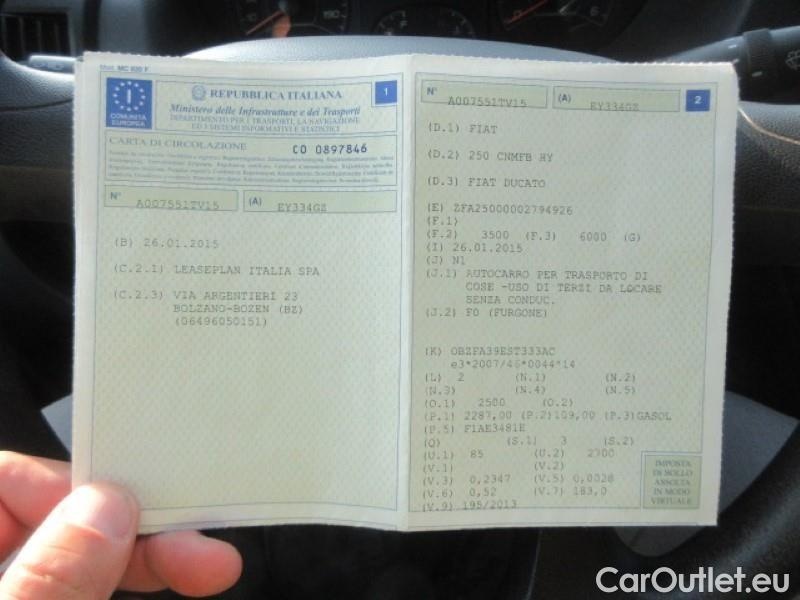 Mod. MC 820 F
COMUNITÀ EUROPEA
I
REPUBBLICA ITALIANA
1
Ministero delle Infrastrutture e dei Trasporti
DIPARTIMENTO PER I TRASPORTI, LA NAVIGAZIONE
ED I SISTEMI INFORMATIVI E STATISTICI
CARTA DI CIRCOLAZIONE CO 0897846
N° A007551TV15 (A) EY334GZ
(B) 26.01.2015
(C.2.1) LEASEPLAN ITALIA SPA
(C.2.3) VIA ARGENTIERI 23
BOLZANO-BOZEN (BZ)
(06496050151)
N° A007551TV15 (A) EY334GZ 2
(D.1) FIAT
(D.2) 250 CNMFB HY
(D.3) FIAT DUCATO
(E) ZFA25000002794926
(F.1)
(F.2) 3500 (F.3) 6000 (G)
(I) 26.01.2015
(J) N1
(J.1) AUTOCARRO PER TRASPORTO DI
COSE -USO DI TERZI DA LOCARE
SENZA CONDUC.
(J.2) F0 (FURGONE)
(K) OBZFA39EST333AC
e3*2007/46*0044*14
(L) 2 (N.1) (N.2)
(N.3) (N.4) (N.5)
(O.1) 2500 (O.2)
(P.1) 2287,00 (P.2)109,00 (P.3)GASOL
(P.5) F1AE3481E
(Q) (S.1) 3 (S.2)
(U.1) 85 (U.2) 2700
(V.1) (V.2)
(V.3) 0,2347 (V.5) 0,0028
(V.6) 0,52 (V.7) 183,0
(V.9) 195/2013
IMPOSTA
DI BOLLO
ASSOLTA
IN MODO
VIRTUALE
CarOutlet.eu